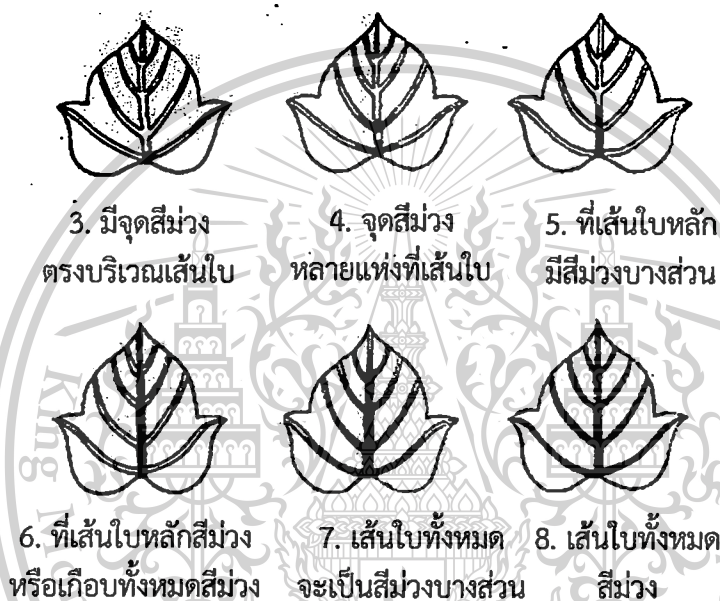 3. มีจุดสีม่วง
ตรงบริเวณเส้นใบ
4. จุดสีม่วง
หลายแห่งที่เส้นใบ
5. ที่เส้นใบหลัก
มีสีม่วงบางส่วน
6. ที่เส้นใบหลักสีม่วง
หรือเกือบทั้งหมดสีม่วง
7. เส้นใบทั้งหมด
จะเป็นสีม่วงบางส่วน
8. เส้นใบทั้งหมด
สีม่วง
King M